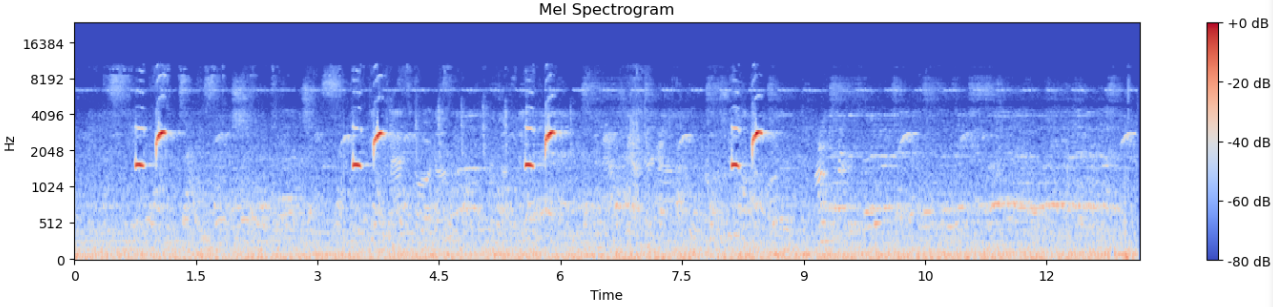 Mel Spectrogram
Hz
16384
8192
4096
2048
1024
512
0
0 1.5 3 4.5 6 7.5 9 10 12
Time
+0 dB
-20 dB
-40 dB
-60 dB
-80 dB